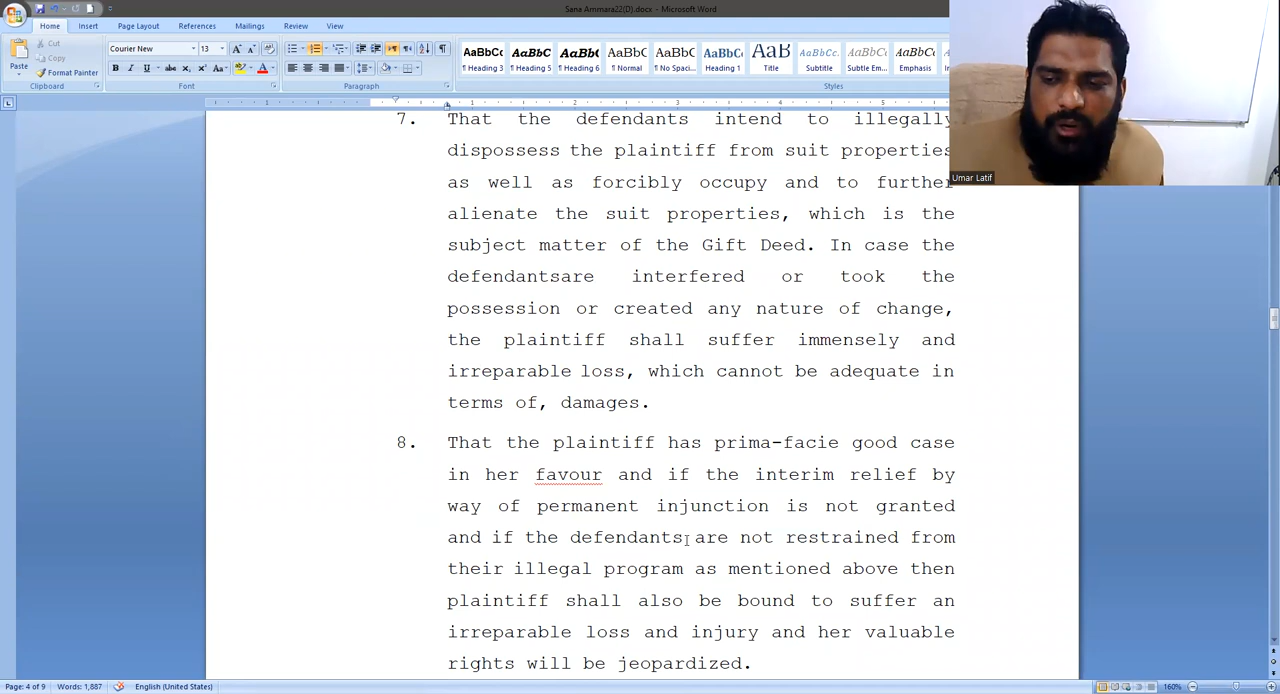 Sana Ammara22(D).docx - Microsoft Word
Home Insert Page Layout References Mailings Review View
Cut
Copy
Paste
Format Painter
Clipboard
Courier New 13
Font
Paragraph
AaBbCc AaBbC AaBbC AaBbCc AaBbCc AaBbC AaB AaBbCc. AaBbCc. AaBbCc
Heading 3 Heading 5 Heading 6 ¶ Normal ¶ No Spaci... Heading 1 Title Subtitle Subtle Em... Emphasis
Styles
Umar Latif
7. That the defendants intend to illegally
dispossess the plaintiff from suit properties
as well as forcibly occupy and to further
alienate the suit properties, which is the
subject matter of the Gift Deed. In case the
defendantsare interfered or took the
possession or created any nature of change,
the plaintiff shall suffer immensely and
irreparable loss, which cannot be adequate in
terms of, damages.
8. That the plaintiff has prima-facie good case
in her favour and if the interim relief by
way of permanent injunction is not granted
and if the defendants are not restrained from
their illegal program as mentioned above then
plaintiff shall also be bound to suffer an
irreparable loss and injury and her valuable
rights will be jeopardized.
Page: 4 of 9 Words: 1,887 English (United States) 160%